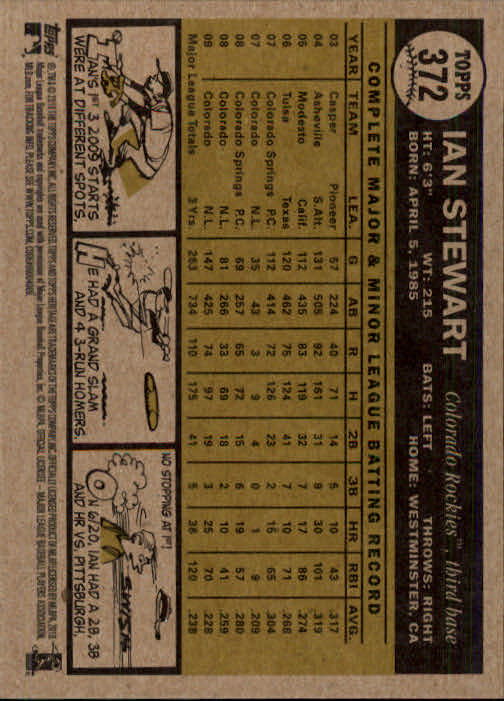 TOPPS
372
IAN STEWART
Colorado Rockies™, third base
HT: 6'3" WT: 215 BATS: LEFT THROWS: RIGHT
BORN: APRIL 5, 1985 HOME: WESTMINSTER, CA
COMPLETE MAJOR & MINOR LEAGUE BATTING RECORD
YEAR TEAM LEA. G AB R H 2B 3B HR RBI AVG.
03 Casper Pioneer 57 224 40 71 14 5 10 43 .317
04 Asheville S.Atl. 131 505 92 161 31 9 30 101 .319
05 Modesto Calif. 112 435 83 119 32 7 17 86 .274
06 Tulsa Texas 120 462 75 124 41 7 10 71 .268
07 Colorado Springs P.C. 112 414 72 126 23 2 15 65 .304
07 Colorado N.L. 35 43 3 9 4 0 1 9 .209
08 Colorado Springs P.C. 69 257 65 72 15 6 19 57 .280
08 Colorado N.L. 81 266 33 69 18 2 10 41 .259
09 Colorado N.L. 147 425 74 97 19 3 25 70 .228
Major League Totals 3 Yrs. 263 734 110 175 41 5 36 120 .238
IAN'S 1ST 3 2009 STARTS
WERE AT DIFFERENT SPOTS.
HE HAD A GRAND SLAM
AND 4 3-RUN HOMERS.
NO STOPPING AT 1ST!
SWISH
ON 6/20, IAN HAD A 2B, 3B
AND HR VS. PITTSBURGH.
Topps